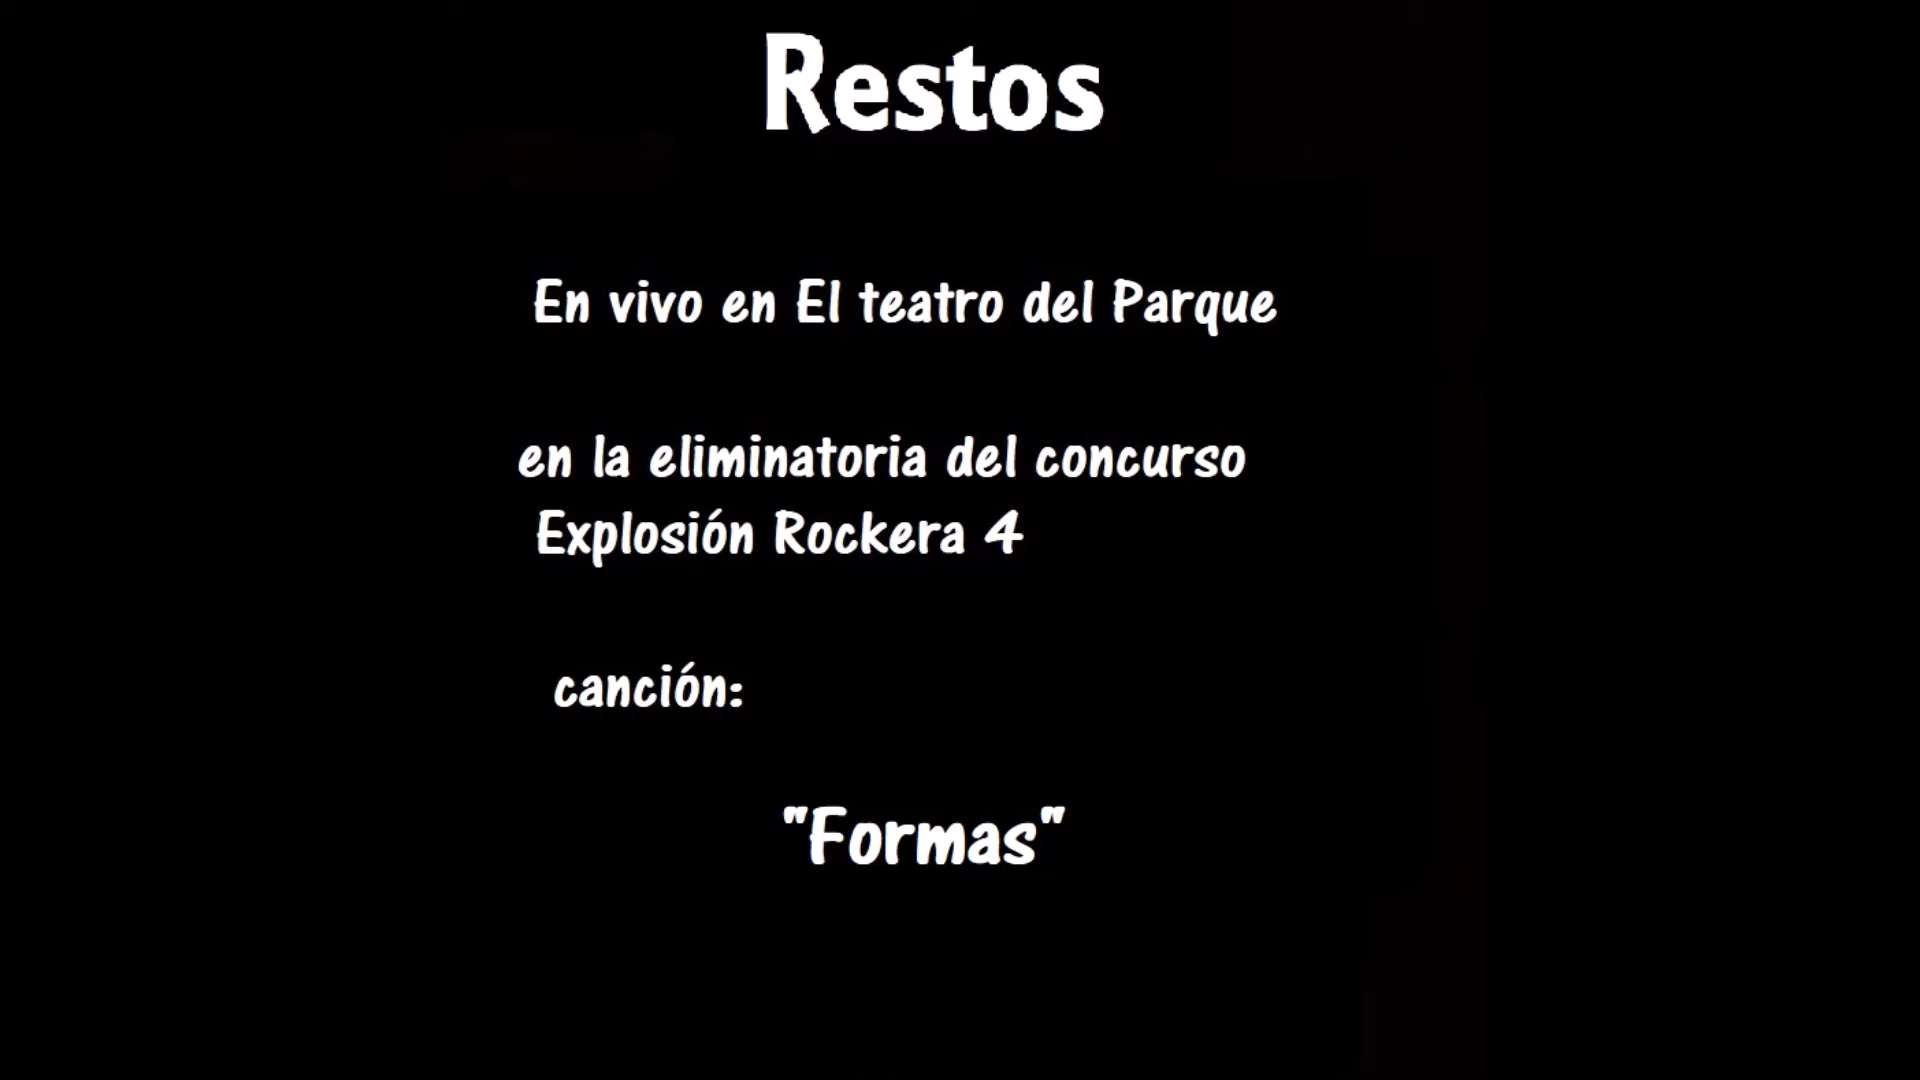 Restos
En vivo en El teatro del Parque
en la eliminatoria del concurso
Explosión Rockera 4
canción:
"Formas"